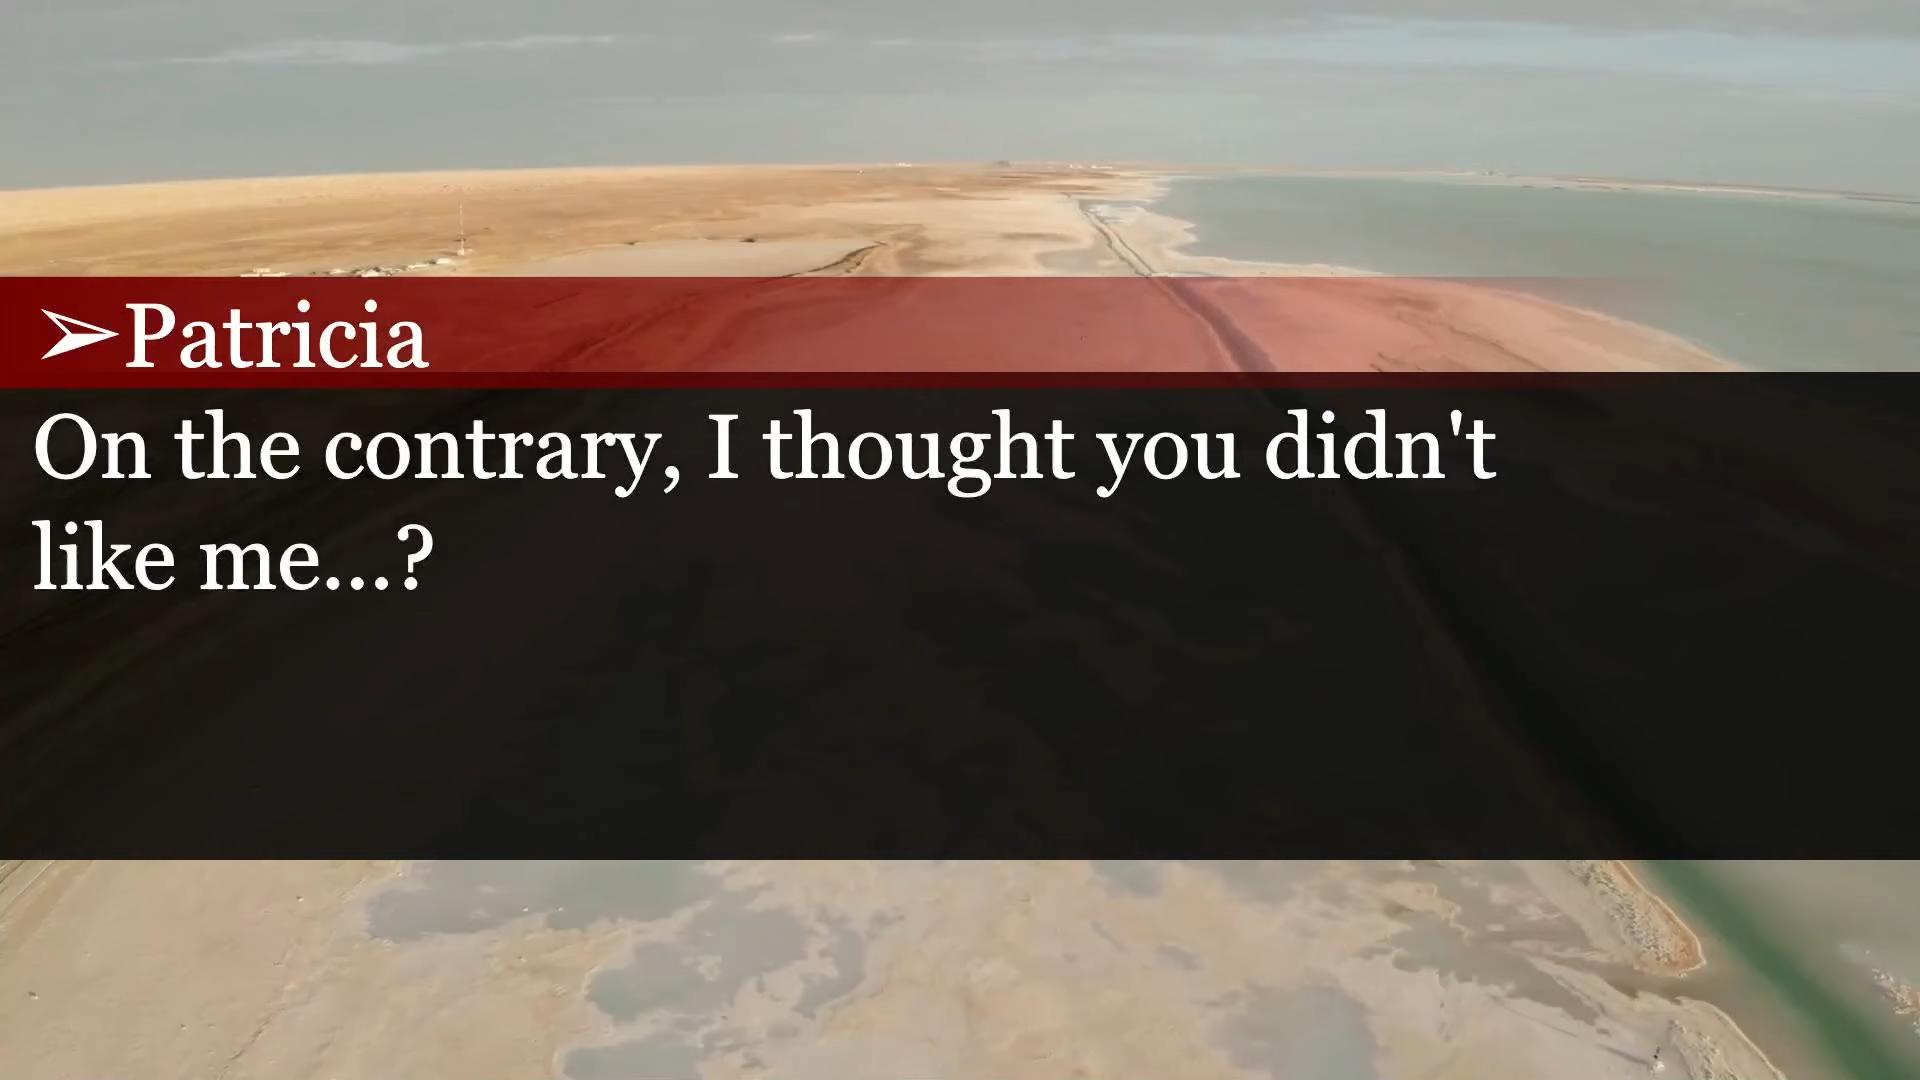 ➢Patricia
On the contrary, I thought you didn't
like me...?